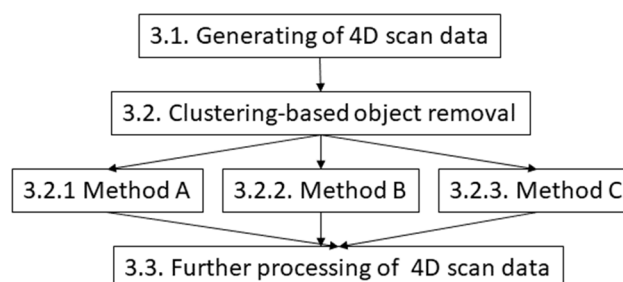 3.1. Generating of 4D scan data
3.2. Clustering-based object removal
3.2.1 Method A
3.2.2. Method B
3.2.3. Method C
3.3. Further processing of 4D scan data